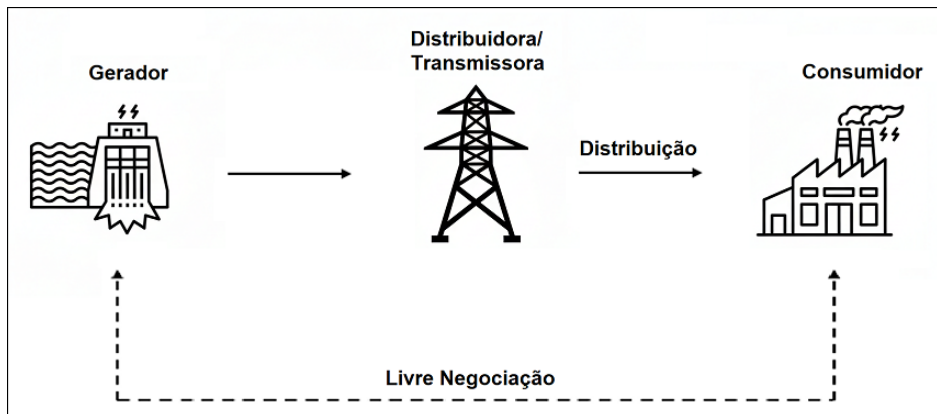 Gerador
Distribuidora/
Transmissora
Consumidor
Distribuição
Livre Negociação